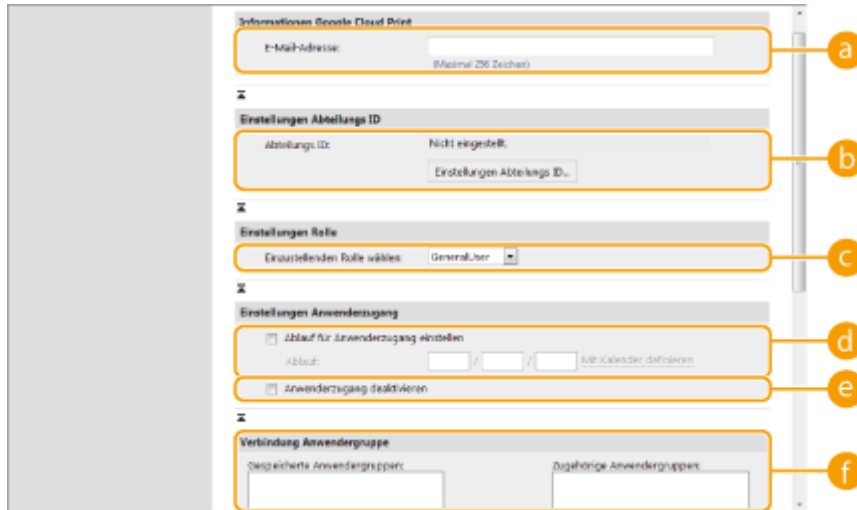 Informationen Google Cloud Print
E-Mail-Adresse:
(Maximal 256 Zeichen)
a
Einstellungen Abteilungs ID
Abteilungs ID:
Nicht eingestellt.
Einstellungen Abteilungs ID...
b
Einstellungen Rolle
Einzustellenden Rolle wählen:
GeneralUser
c
Einstellungen Anwenderzugang
Ablauf für Anwenderzugang einstellen
Ablauf: / / Mit Kalender definieren
d
Anwenderzugang deaktivieren
e
Verbindung Anwendergruppe
Gespeicherte Anwendergruppen:
Zugehörige Anwendergruppen:
f